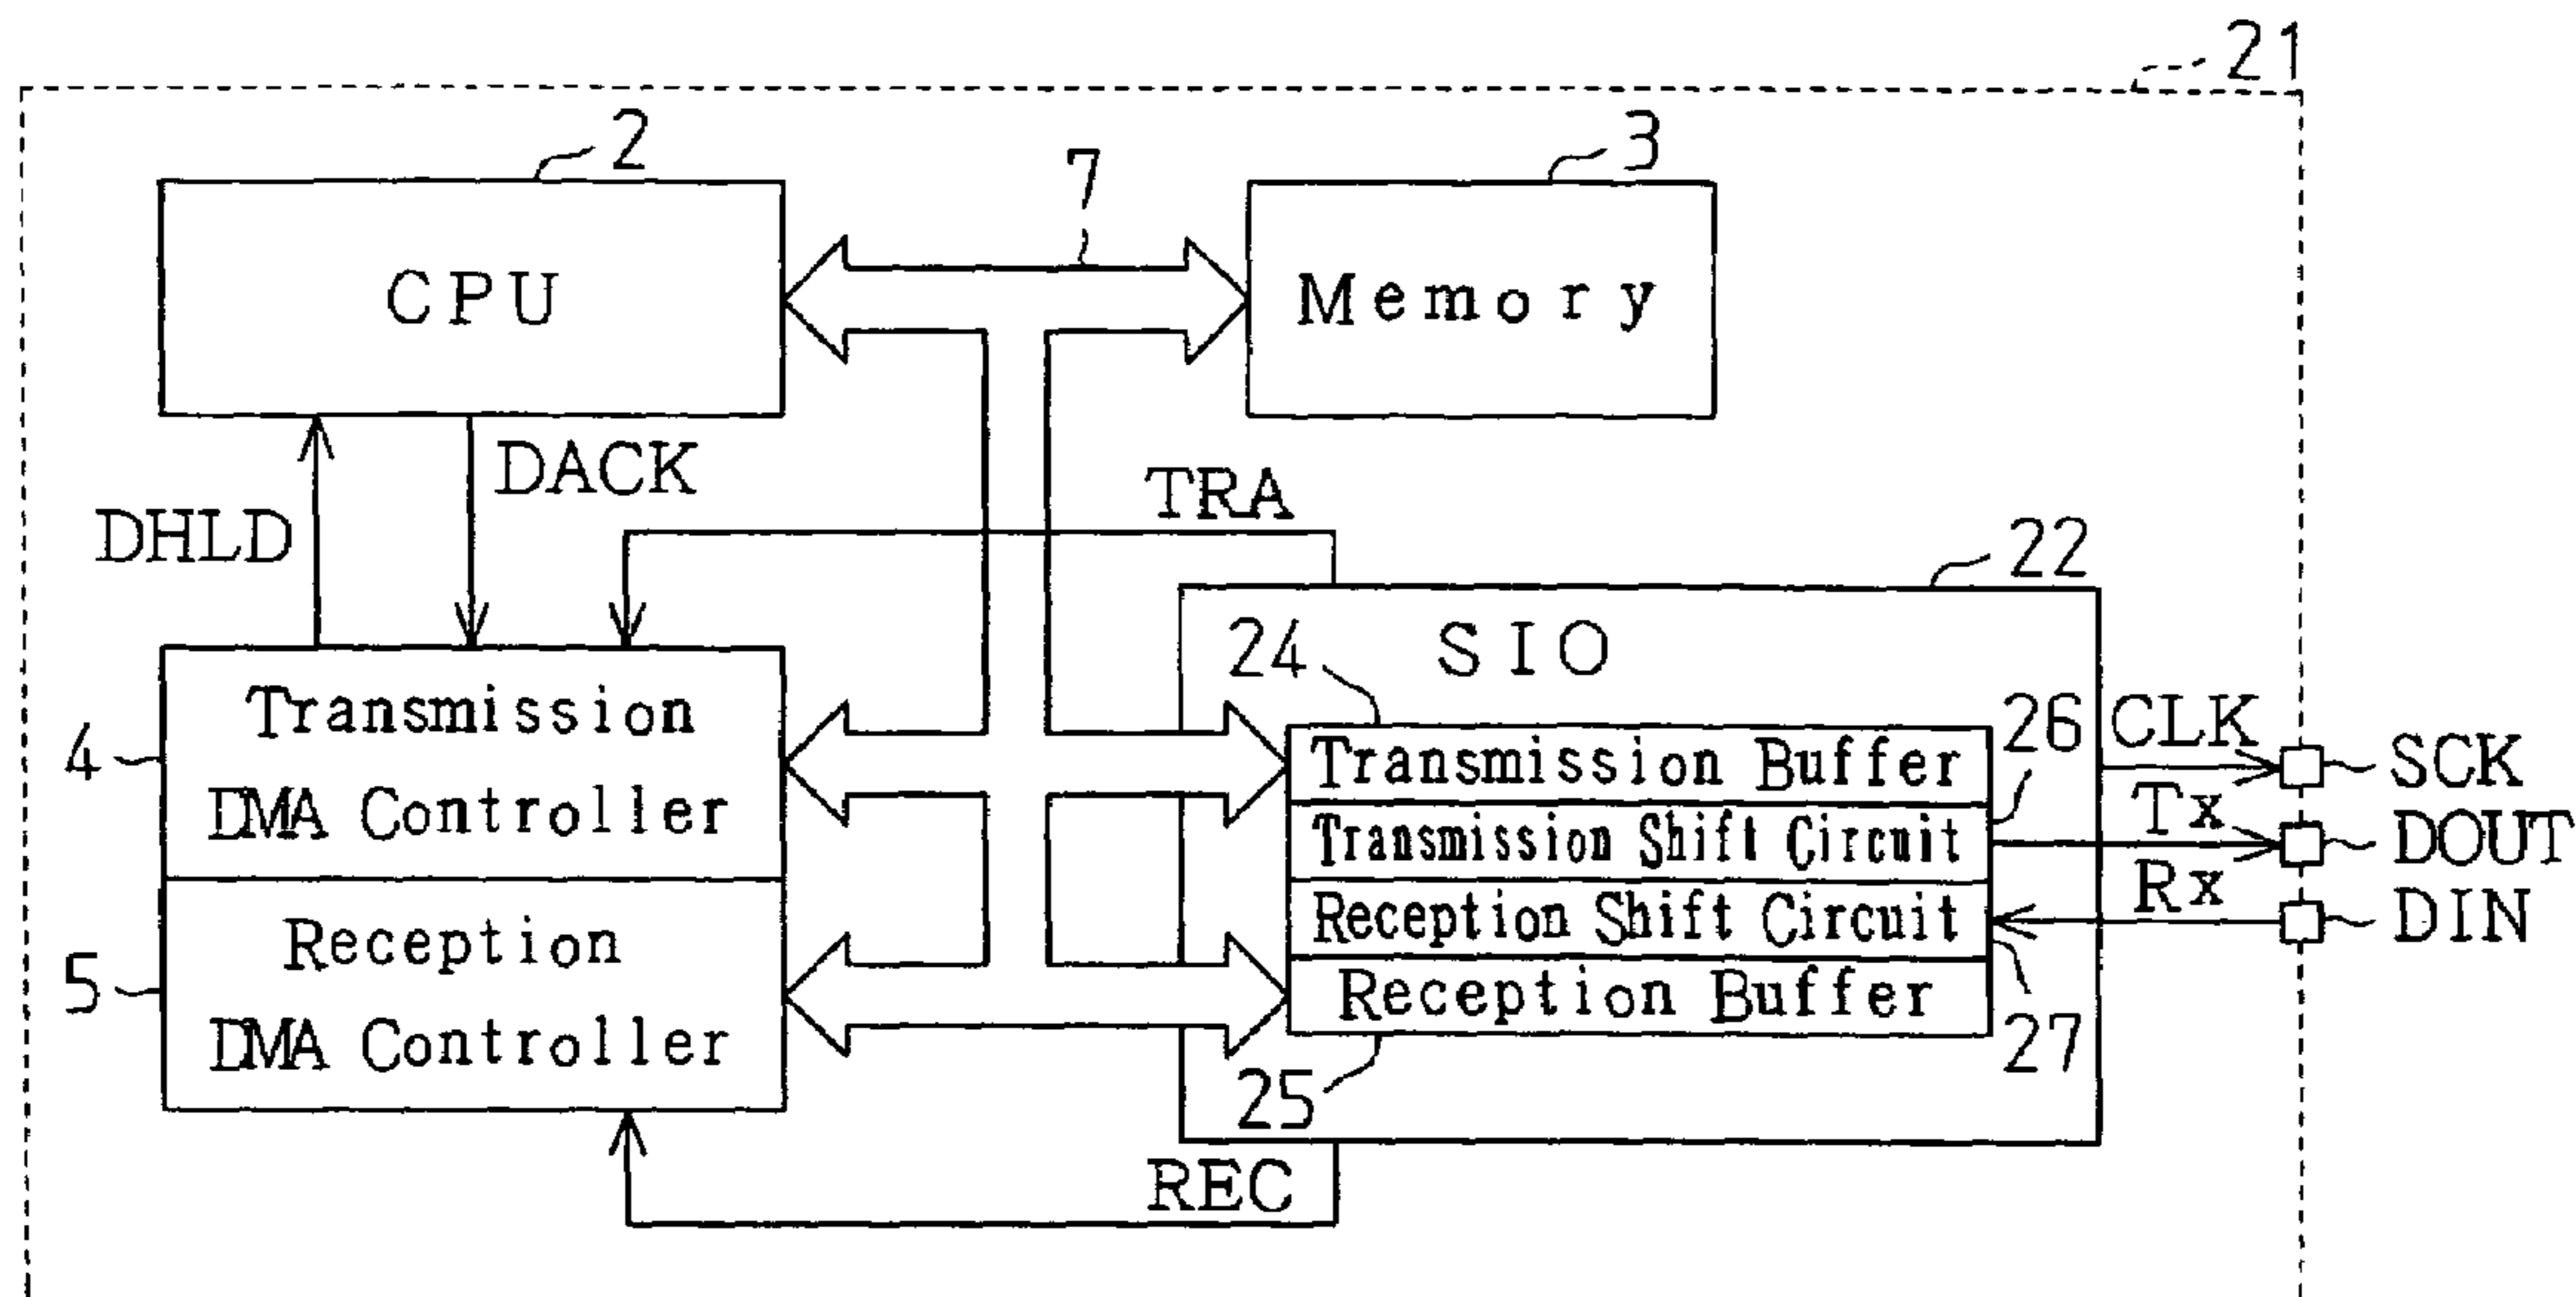 21
2
7
3
CPU
Memory
DHLD
DACK
TRA
22
SIO
24
4
Transmission
DMA Controller
5
Reception
DMA Controller
Transmission Buffer
Transmission Shift Circuit
Reception Shift Circuit
Reception Buffer
26
27
25
CLK
SCK
Tx
DOUT
Rx
DIN
REC